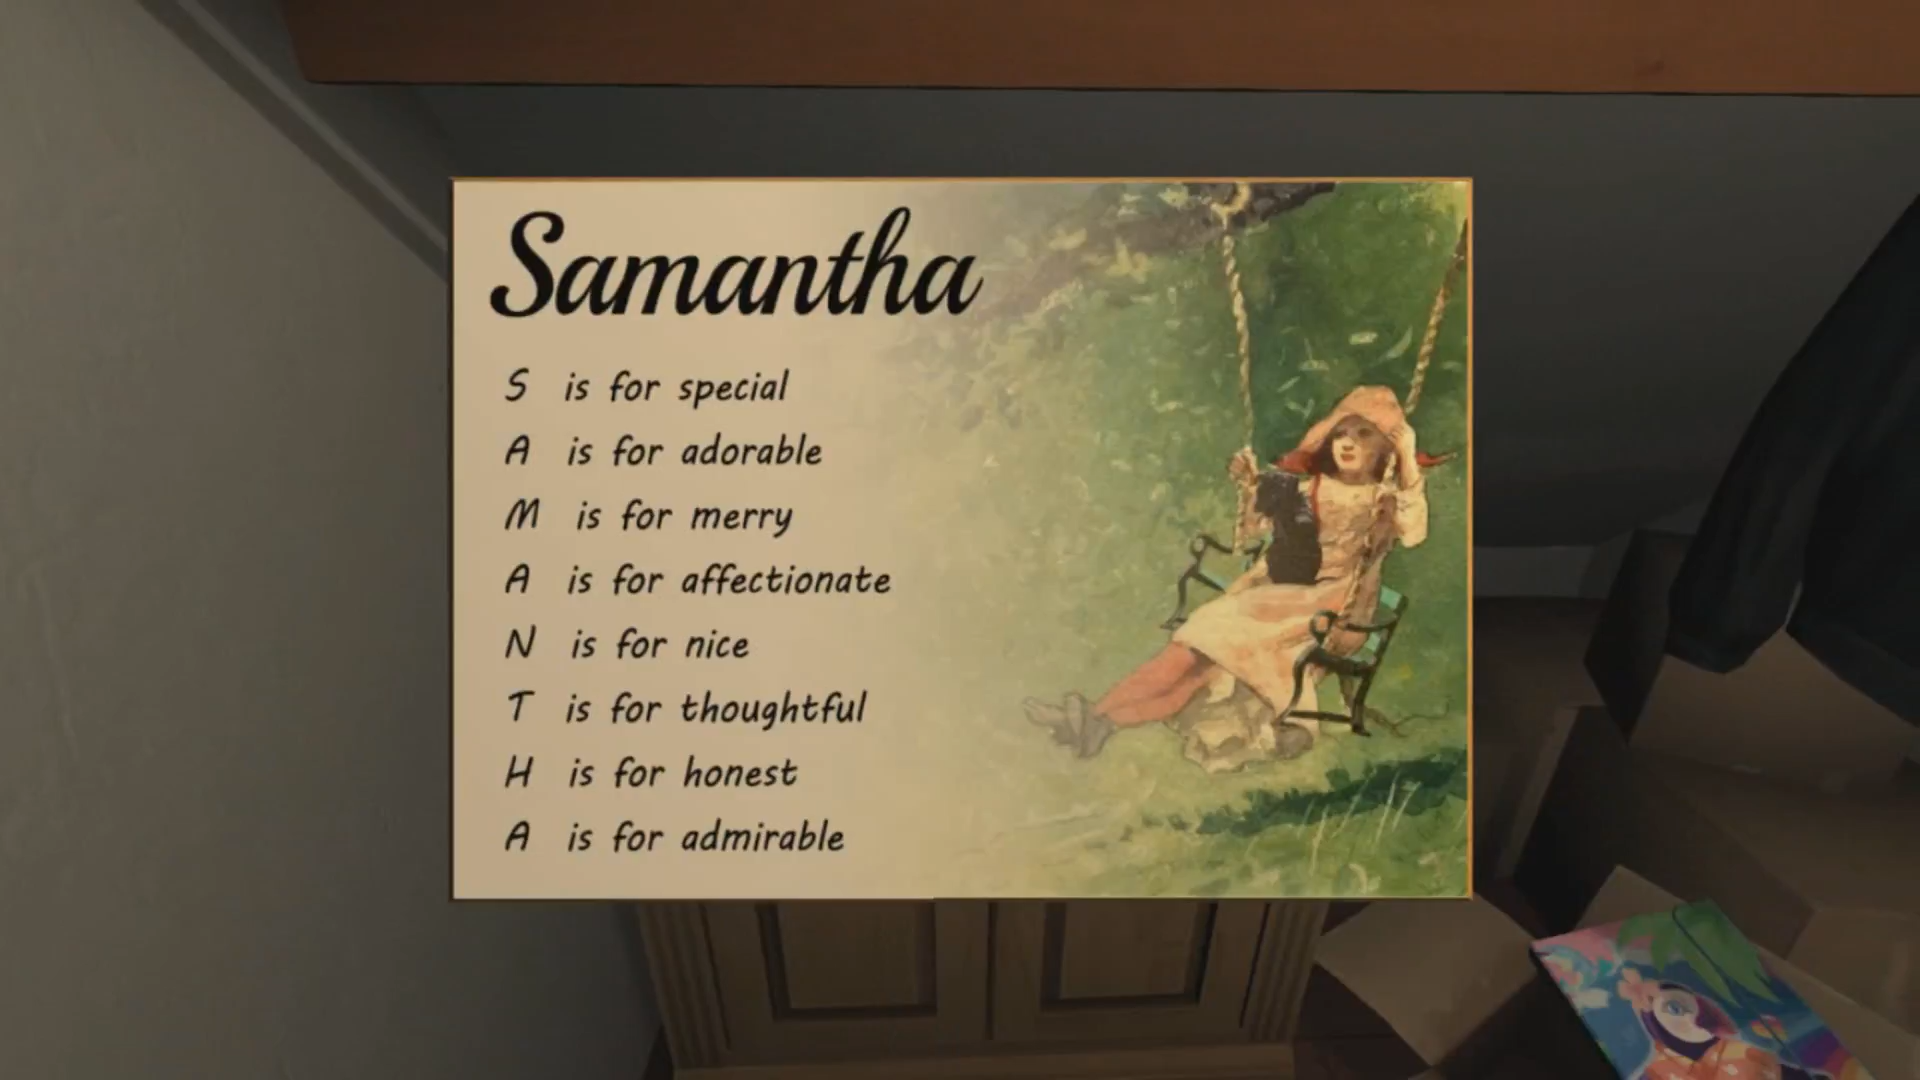 Samantha
S is for special
A is for adorable
M is for merry
A is for affectionate
N is for nice
T is for thoughtful
H is for honest
A is for admirable